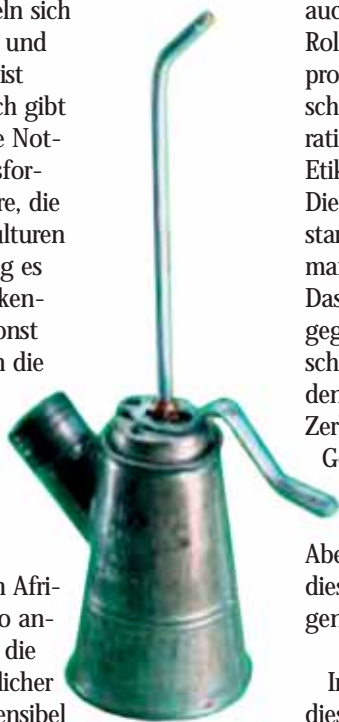 eln sich
und
ist
ch gibt
e Not-
sfor-
re, die
ulturen
g es
ken-
onst
n die
n Afri-
o an-
die
licher
ensibel
auc
Rol
pro
sch
rati
Etik
Die
star
mar
Das
geg
sch
den
Zer
G
Abe
dies
gen
In
dies